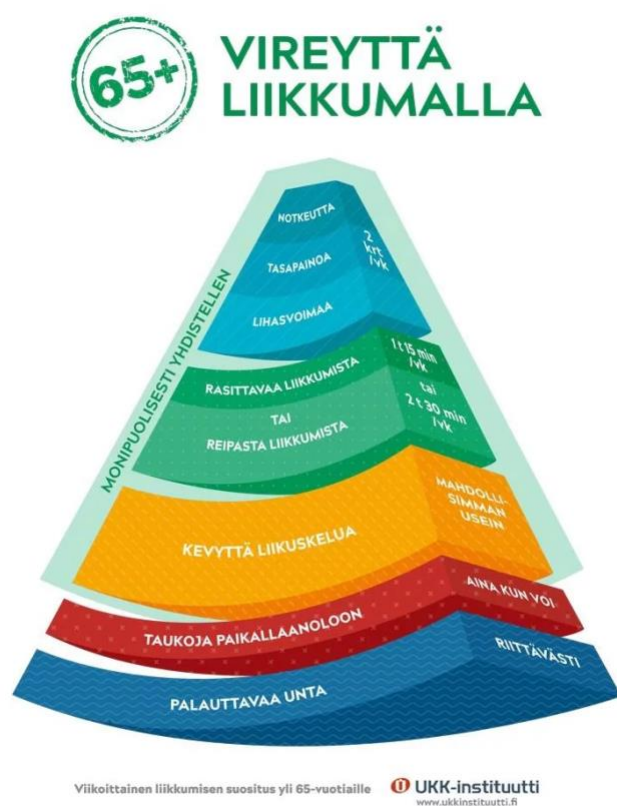 65+
VIREYTTÄ
LIIKKUMALLA
MONIPUOLISESTI YHDISTELLEN
NOTKEUTTA
TASAPAINOA
LIHASVOIMAA
2
krt
/vk
RASITTAVAA LIIKKUMISTA
TAI
REIPASTA LIIKKUMISTA
1 t 15 min
/vk
tai
2 t 30 min
/vk
KEVYTTÄ LIIKUSKELUA
MAHDOLLI-
SIMMAN
USEIN
TAUKOJA PAIKALLAANOLOON
AINA KUN VOI
PALAUTTAVAA UNTA
RIITTÄVÄSTI
Viikoittainen liikkumisen suositus yli 65-vuotiaille
UKK-instituutti
www.ukkinstituutti.fi